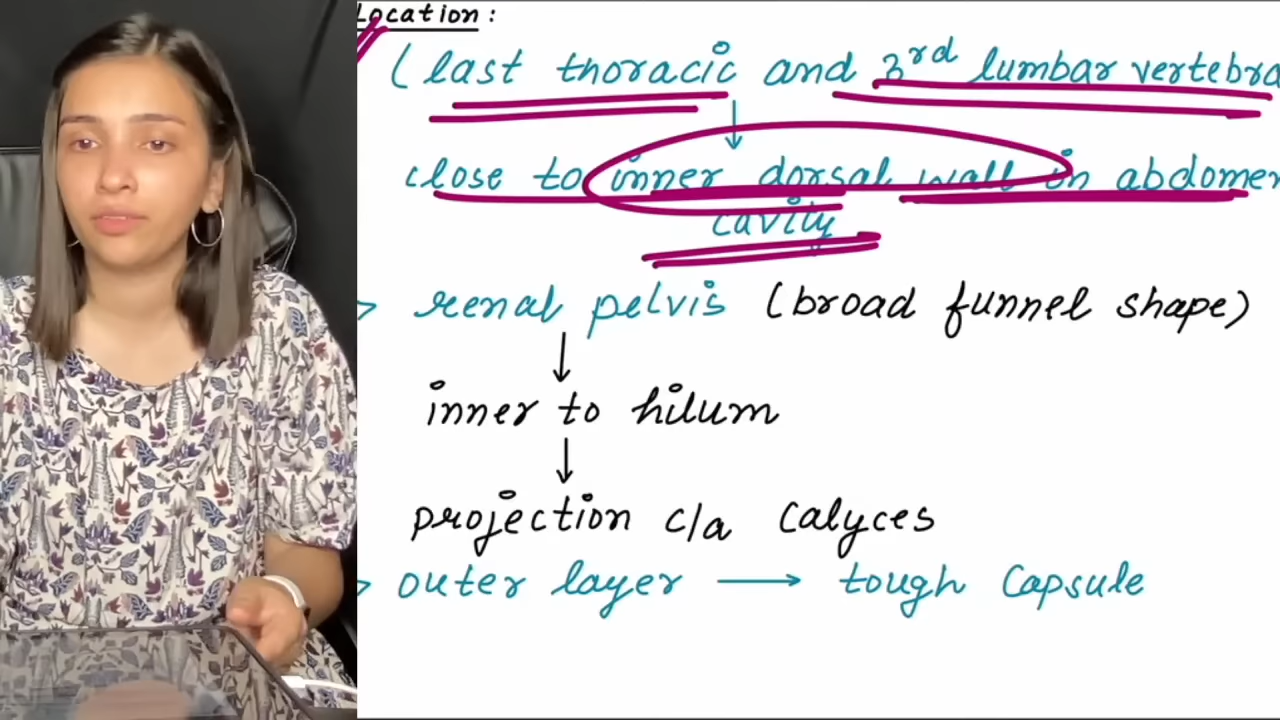 Location :
(last thoracic and 3rd lumbar vertebra
↓
close to inner dorsal wall in abdomen
cavity
> renal pelvis (broad funnel shape)
↓
inner to hilum
↓
projection c/a Calyces
> outer layer → tough Capsule